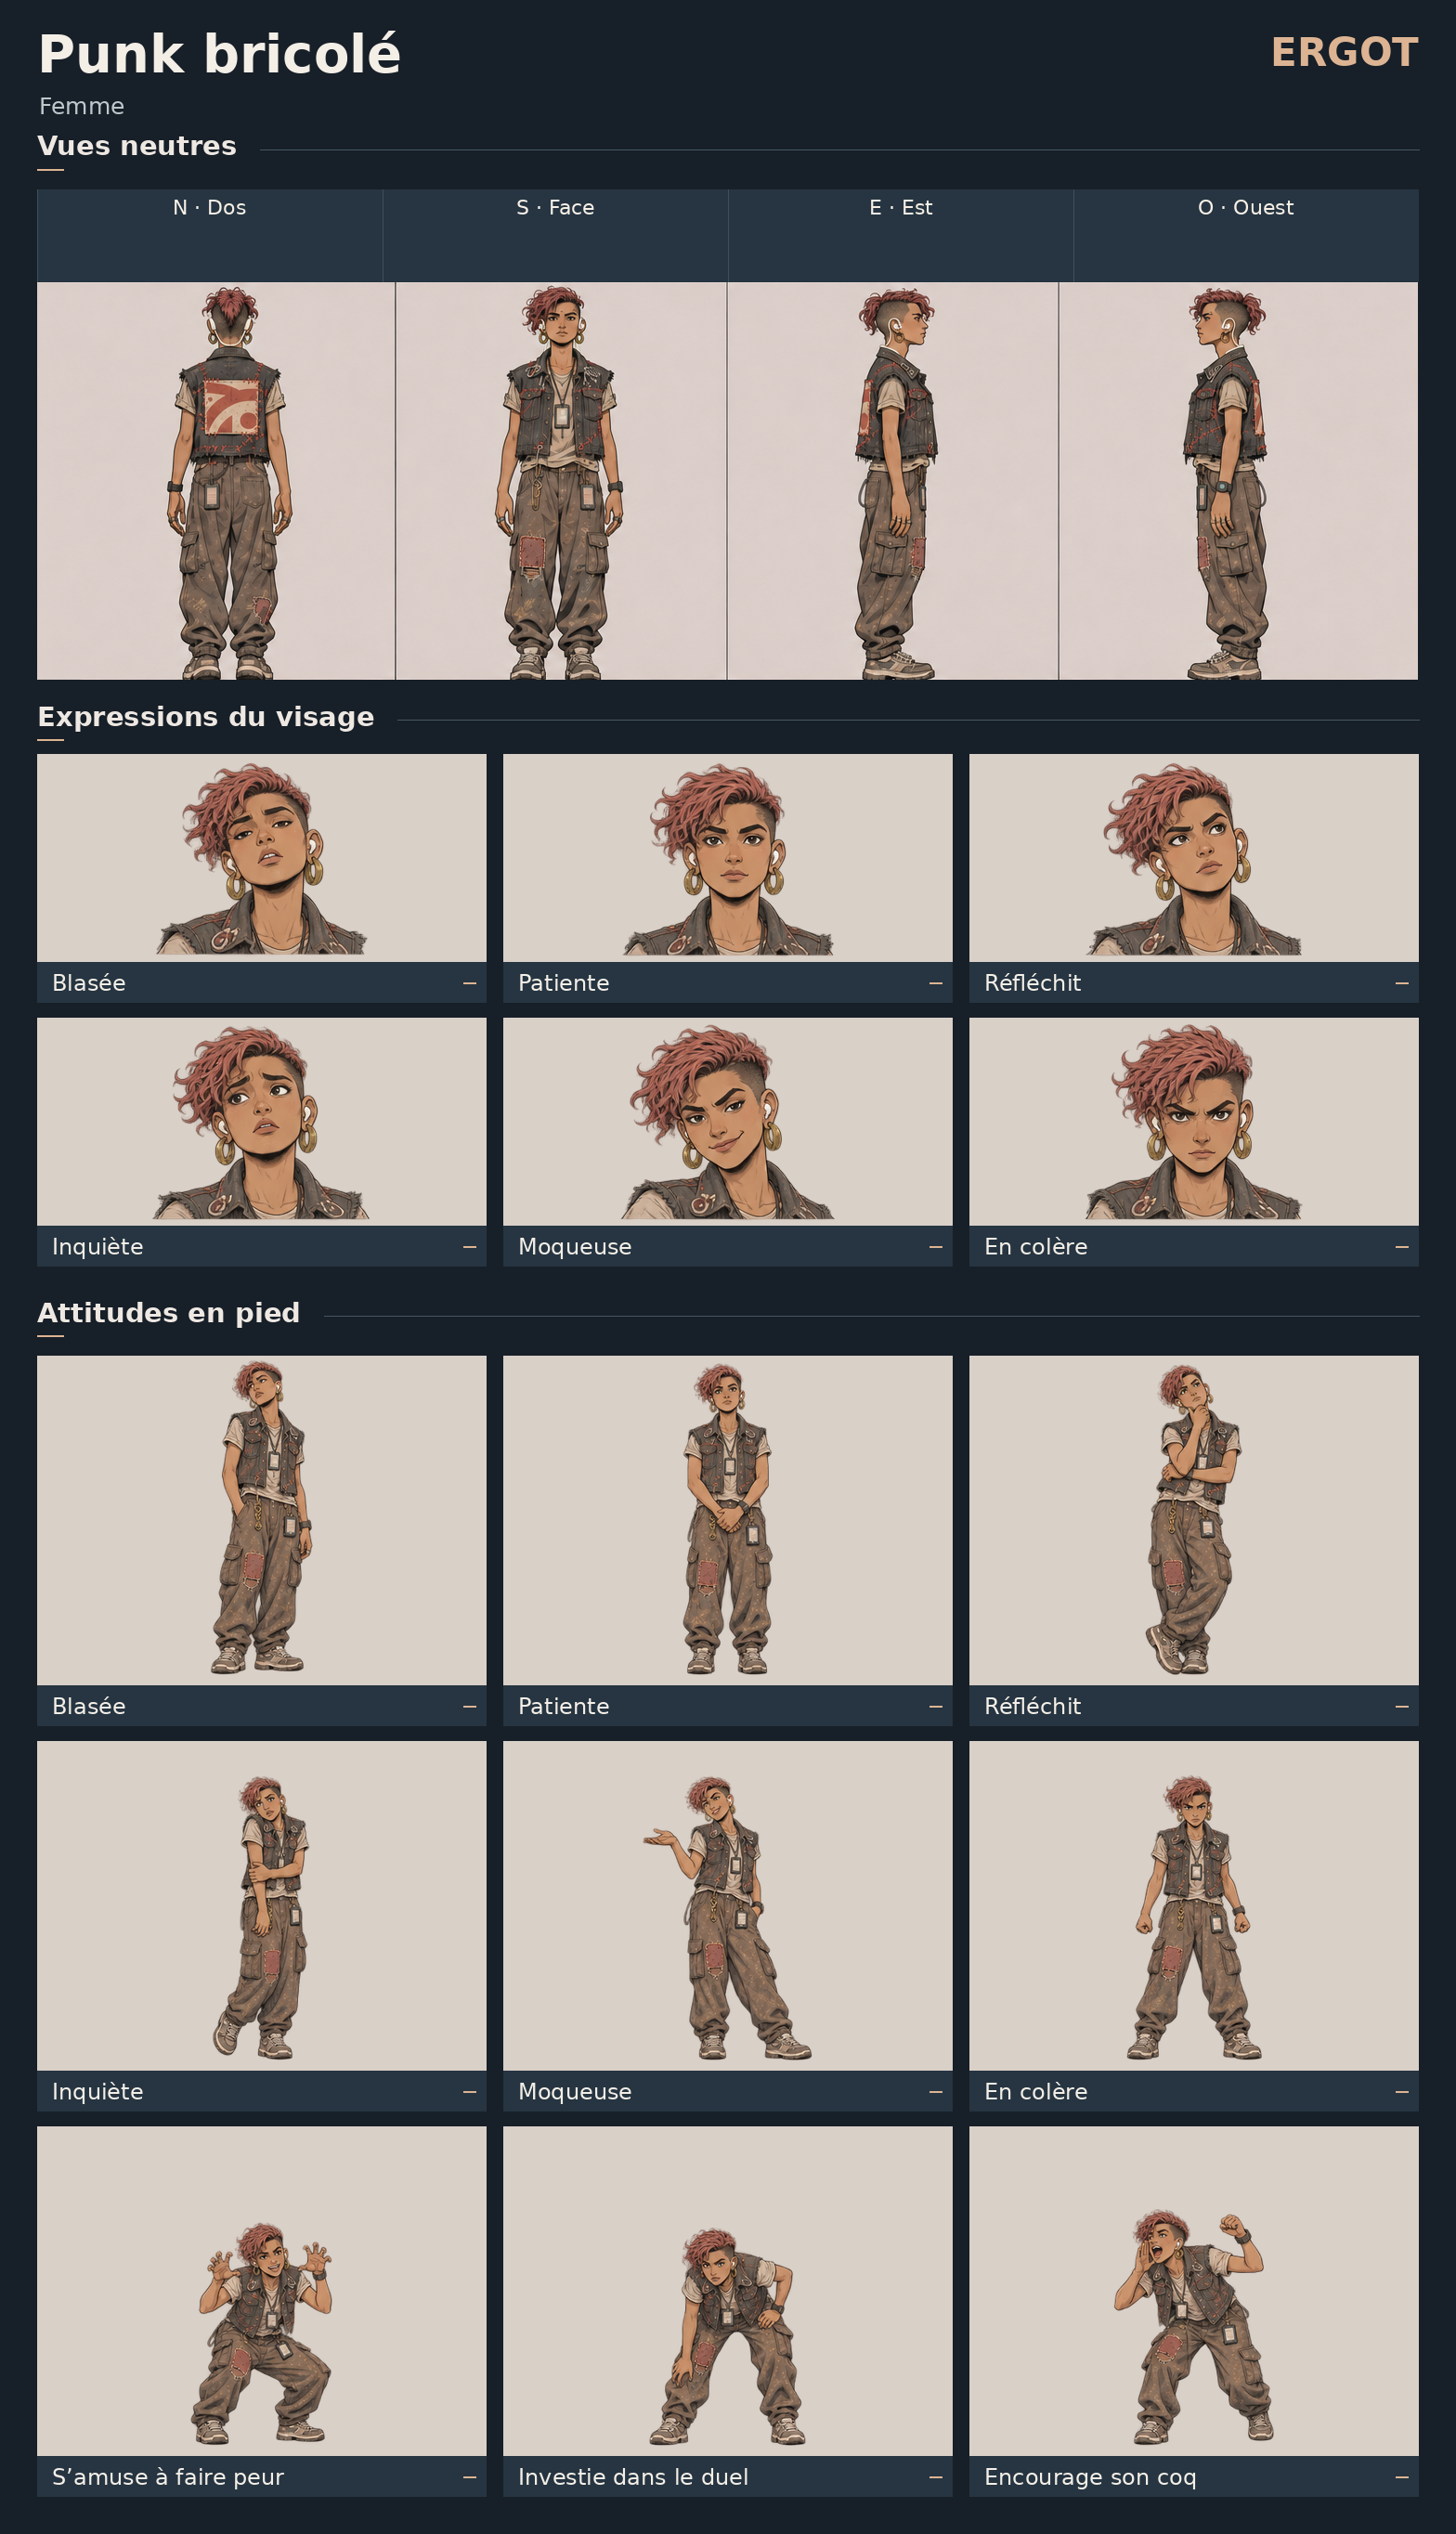 Punk bricolé
ERGOT
Femme
Vues neutres
N · Dos
S · Face
E · Est
O · Ouest
Expressions du visage
Blasée —
Patiente —
Réfléchit —
Inquiète —
Moqueuse —
En colère —
Attitudes en pied
Blasée —
Patiente —
Réfléchit —
Inquiète —
Moqueuse —
En colère —
S’amuse à faire peur —
Investie dans le duel —
Encourage son coq —